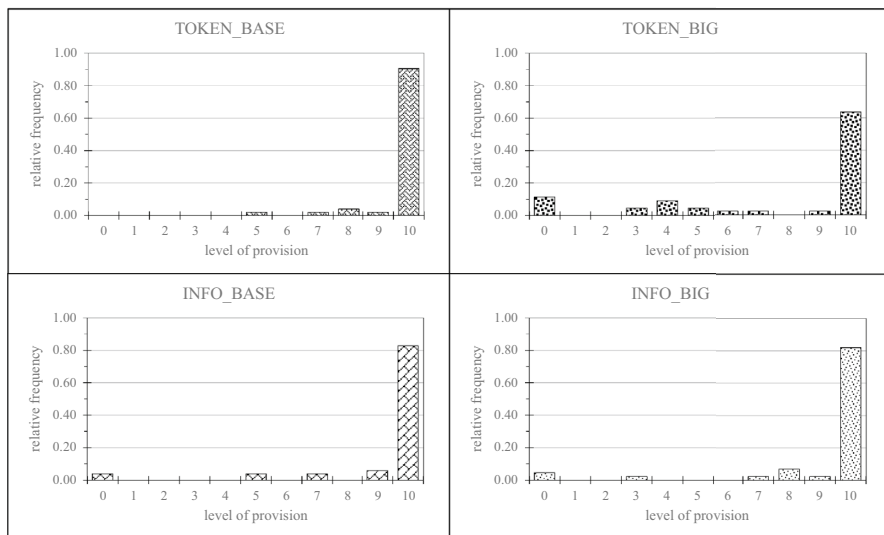 TOKEN_BASE
1.00
0.80
0.60
0.40
0.20
0.00
relative frequency
0 1 2 3 4 5 6 7 8 9 10
level of provision
TOKEN_BIG
1.00
0.80
0.60
0.40
0.20
0.00
relative frequency
0 1 2 3 4 5 6 7 8 9 10
level of provision
INFO_BASE
1.00
0.80
0.60
0.40
0.20
0.00
relative frequency
0 1 2 3 4 5 6 7 8 9 10
level of provision
INFO_BIG
1.00
0.80
0.60
0.40
0.20
0.00
relative frequency
0 1 2 3 4 5 6 7 8 9 10
level of provision